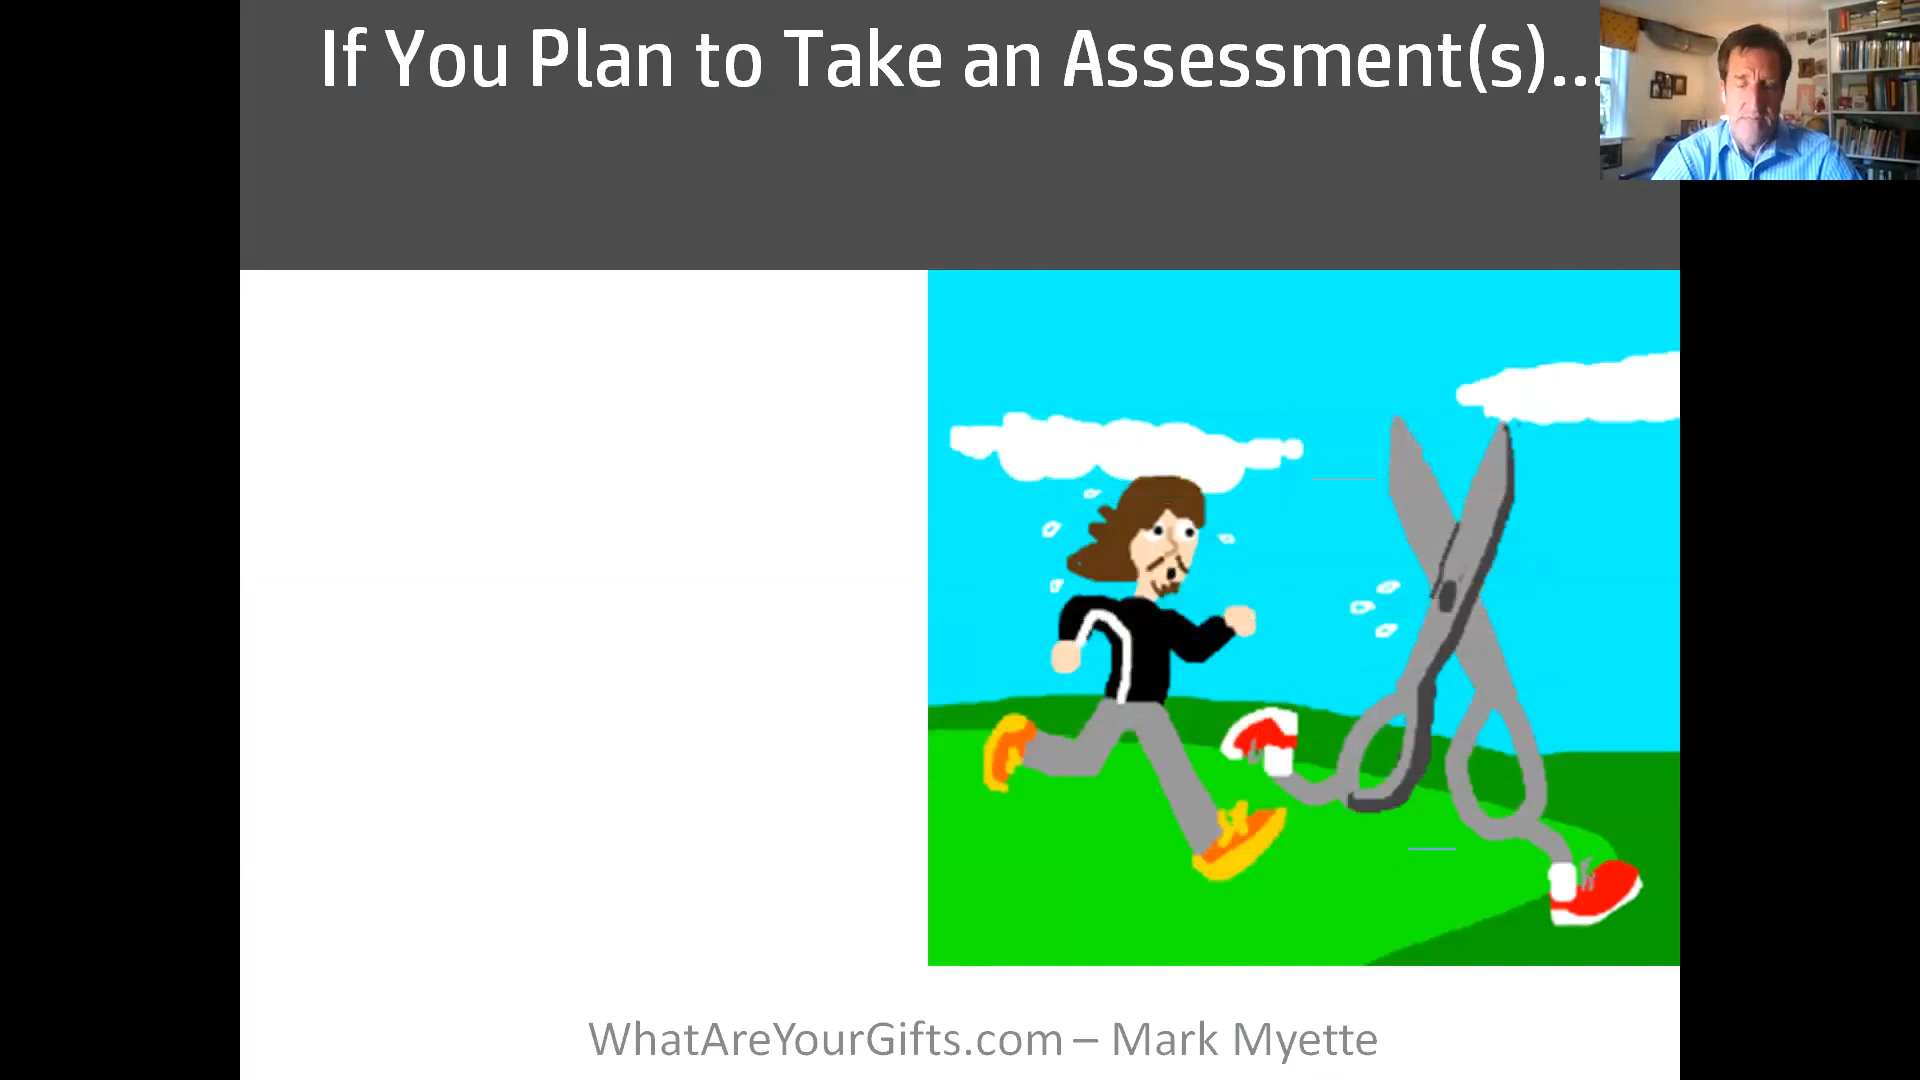 If You Plan to Take an Assessment(s)...
WhatAreYourGifts.com – Mark Myette